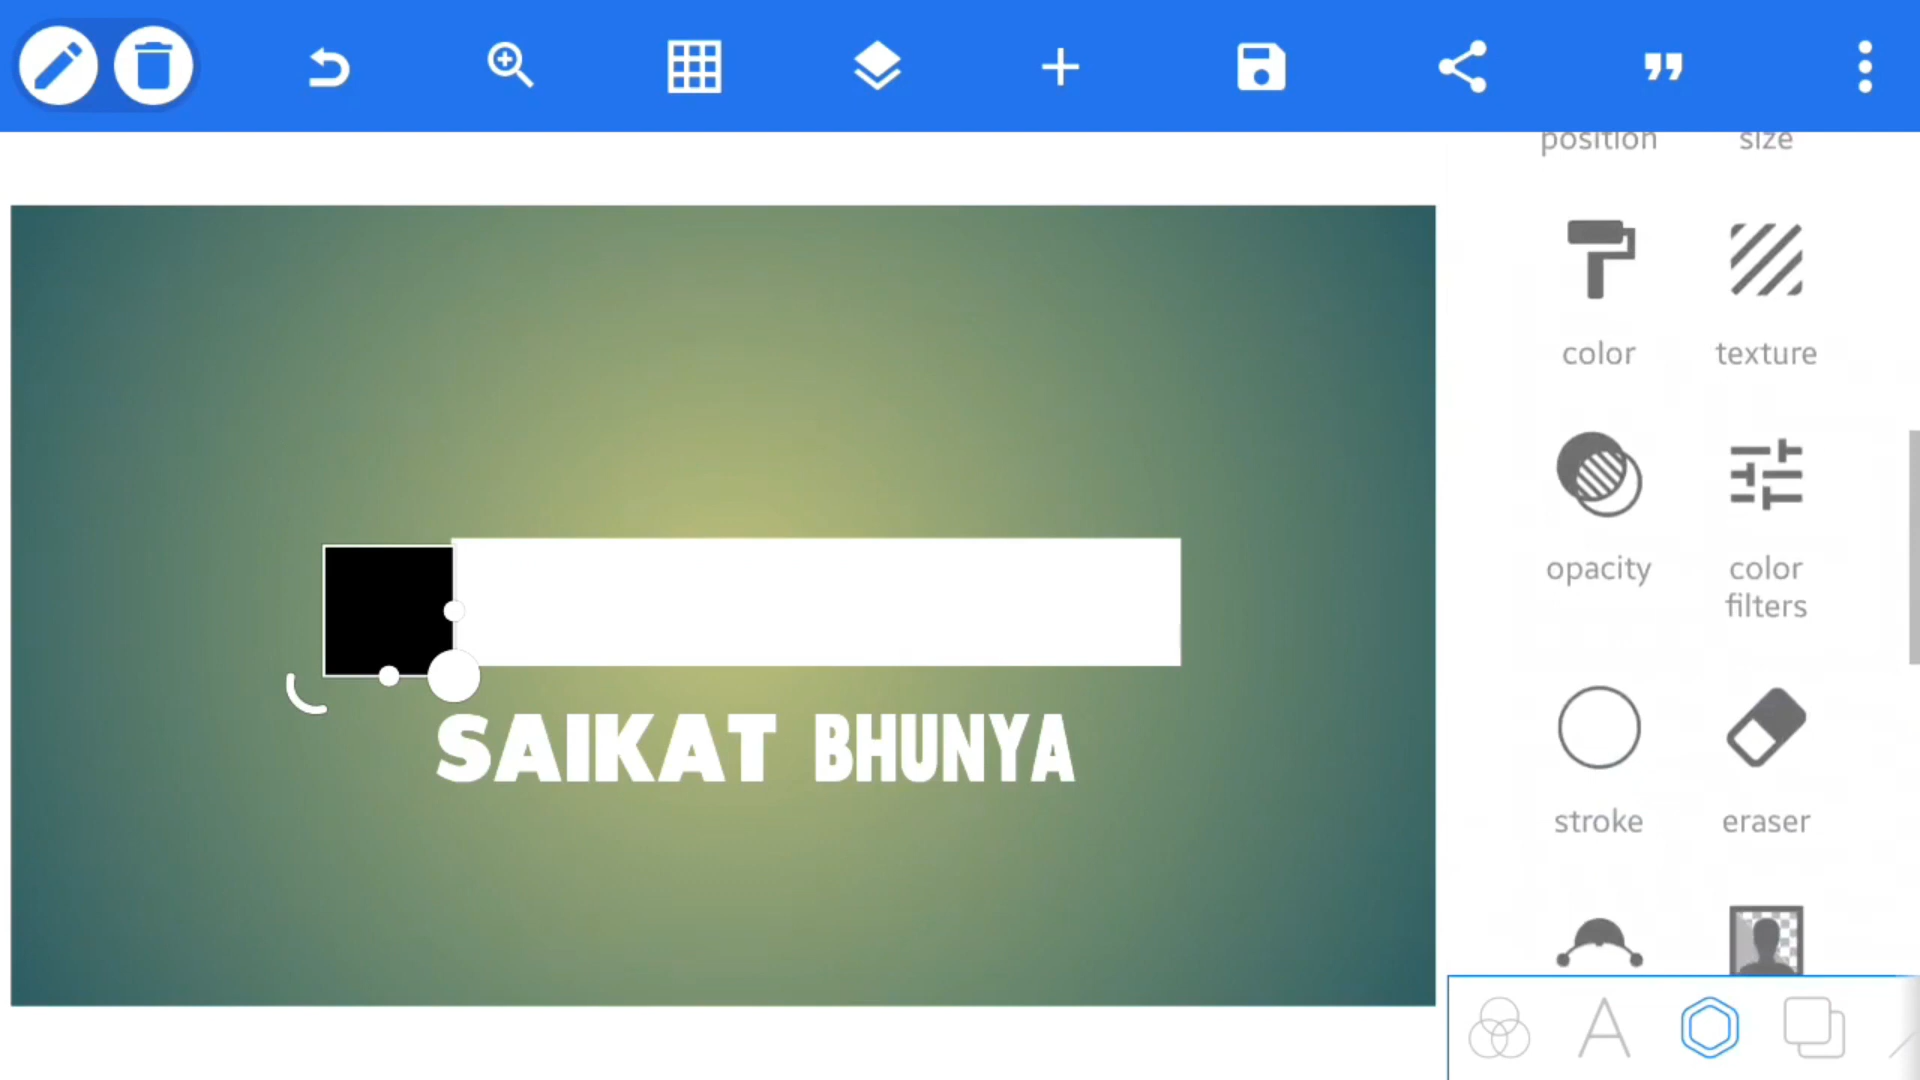 position size
color texture
opacity color
filters
stroke eraser
SAIKAT BHUNYA